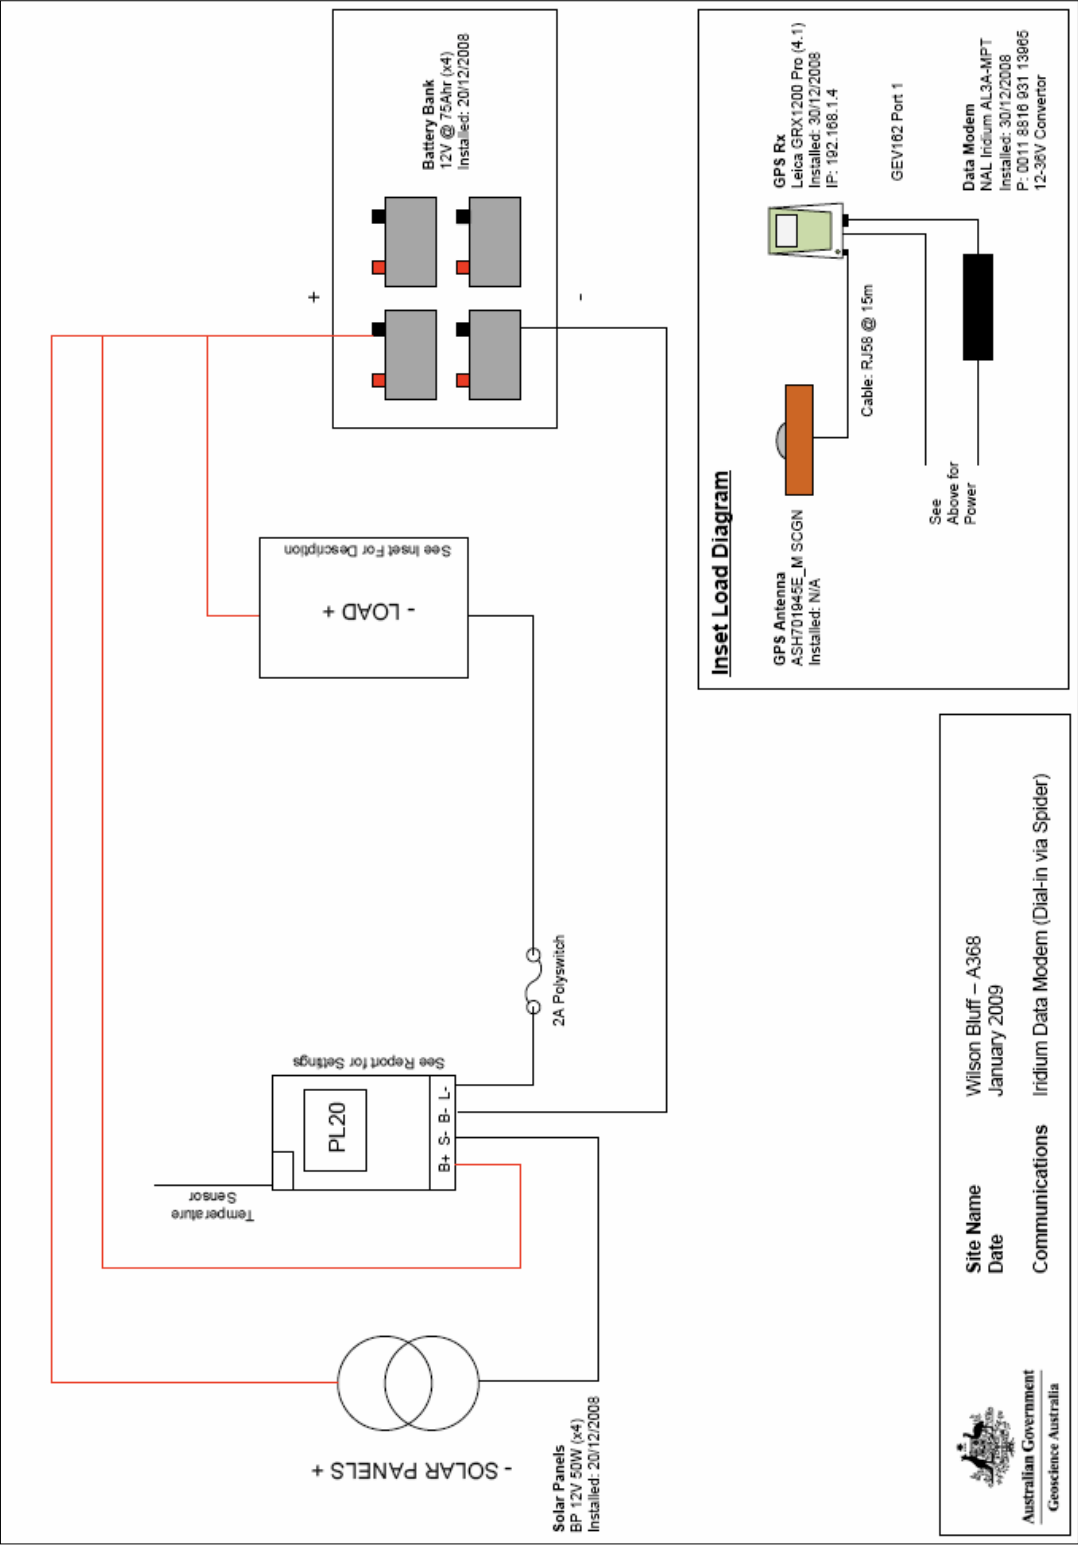 - SOLAR PANELS +
Solar Panels
BP 12V 50W (x4)
Installed: 20/12/2008
Temperature
Sensor
PL20
B+ S- B- L-
See Report for Settings
2A Polyswitch
- LOAD +
See Inset For Description
+
-
Battery Bank
12V @ 75Ahr (x4)
Installed: 20/12/2008
Inset Load Diagram
GPS Antenna
ASH701945E_M SCGN
Installed: N/A
GPS Rx
Leica GRX1200 Pro (4.1)
Installed: 30/12/2008
IP: 192.168.1.4
Cable: RJ58 @ 15m
GEV162 Port 1
See
Above for
Power
Data Modem
NAL Iridium AL3A-MPT
Installed: 30/12/2008
P: 0011 8816 931 13965
12-36V Convertor
Australian Government
Geoscience Australia
Site Name Wilson Bluff – A368
Date January 2009
Communications Iridium Data Modem (Dial-in via Spider)